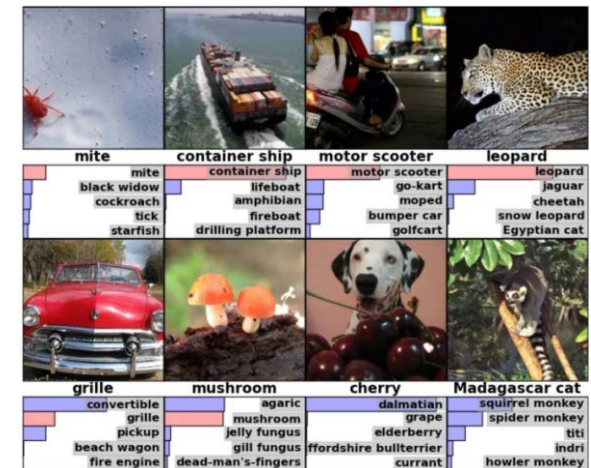 mite
container ship
motor scooter
leopard
mite
black widow
cockroach
tick
starfish
container ship
lifeboat
amphibian
fireboat
drilling platform
motor scooter
go-kart
moped
bumper car
golfcart
leopard
jaguar
cheetah
snow leopard
Egyptian cat
grille
mushroom
cherry
Madagascar cat
convertible
grille
pickup
beach wagon
fire engine
agaric
mushroom
jelly fungus
gill fungus
dead-man's-fingers
dalmatian
grape
elderberry
ffordshire bullterrier
currant
squirrel monkey
spider monkey
titi
indri
howler monkey